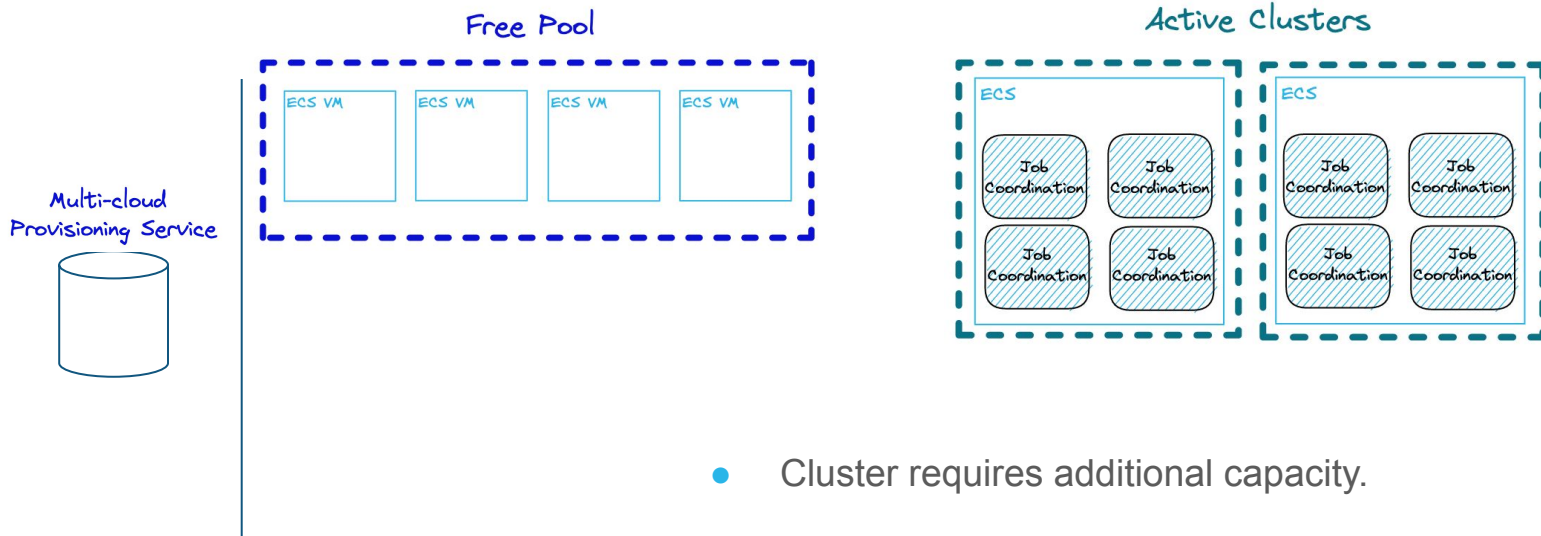 Free Pool
Active Clusters
ECS VM
ECS VM
ECS VM
ECS VM
ECS
ECS
Job
Coordination
Job
Coordination
Job
Coordination
Job
Coordination
Job
Coordination
Job
Coordination
Job
Coordination
Job
Coordination
Multi-cloud
Provisioning Service
● Cluster requires additional capacity.